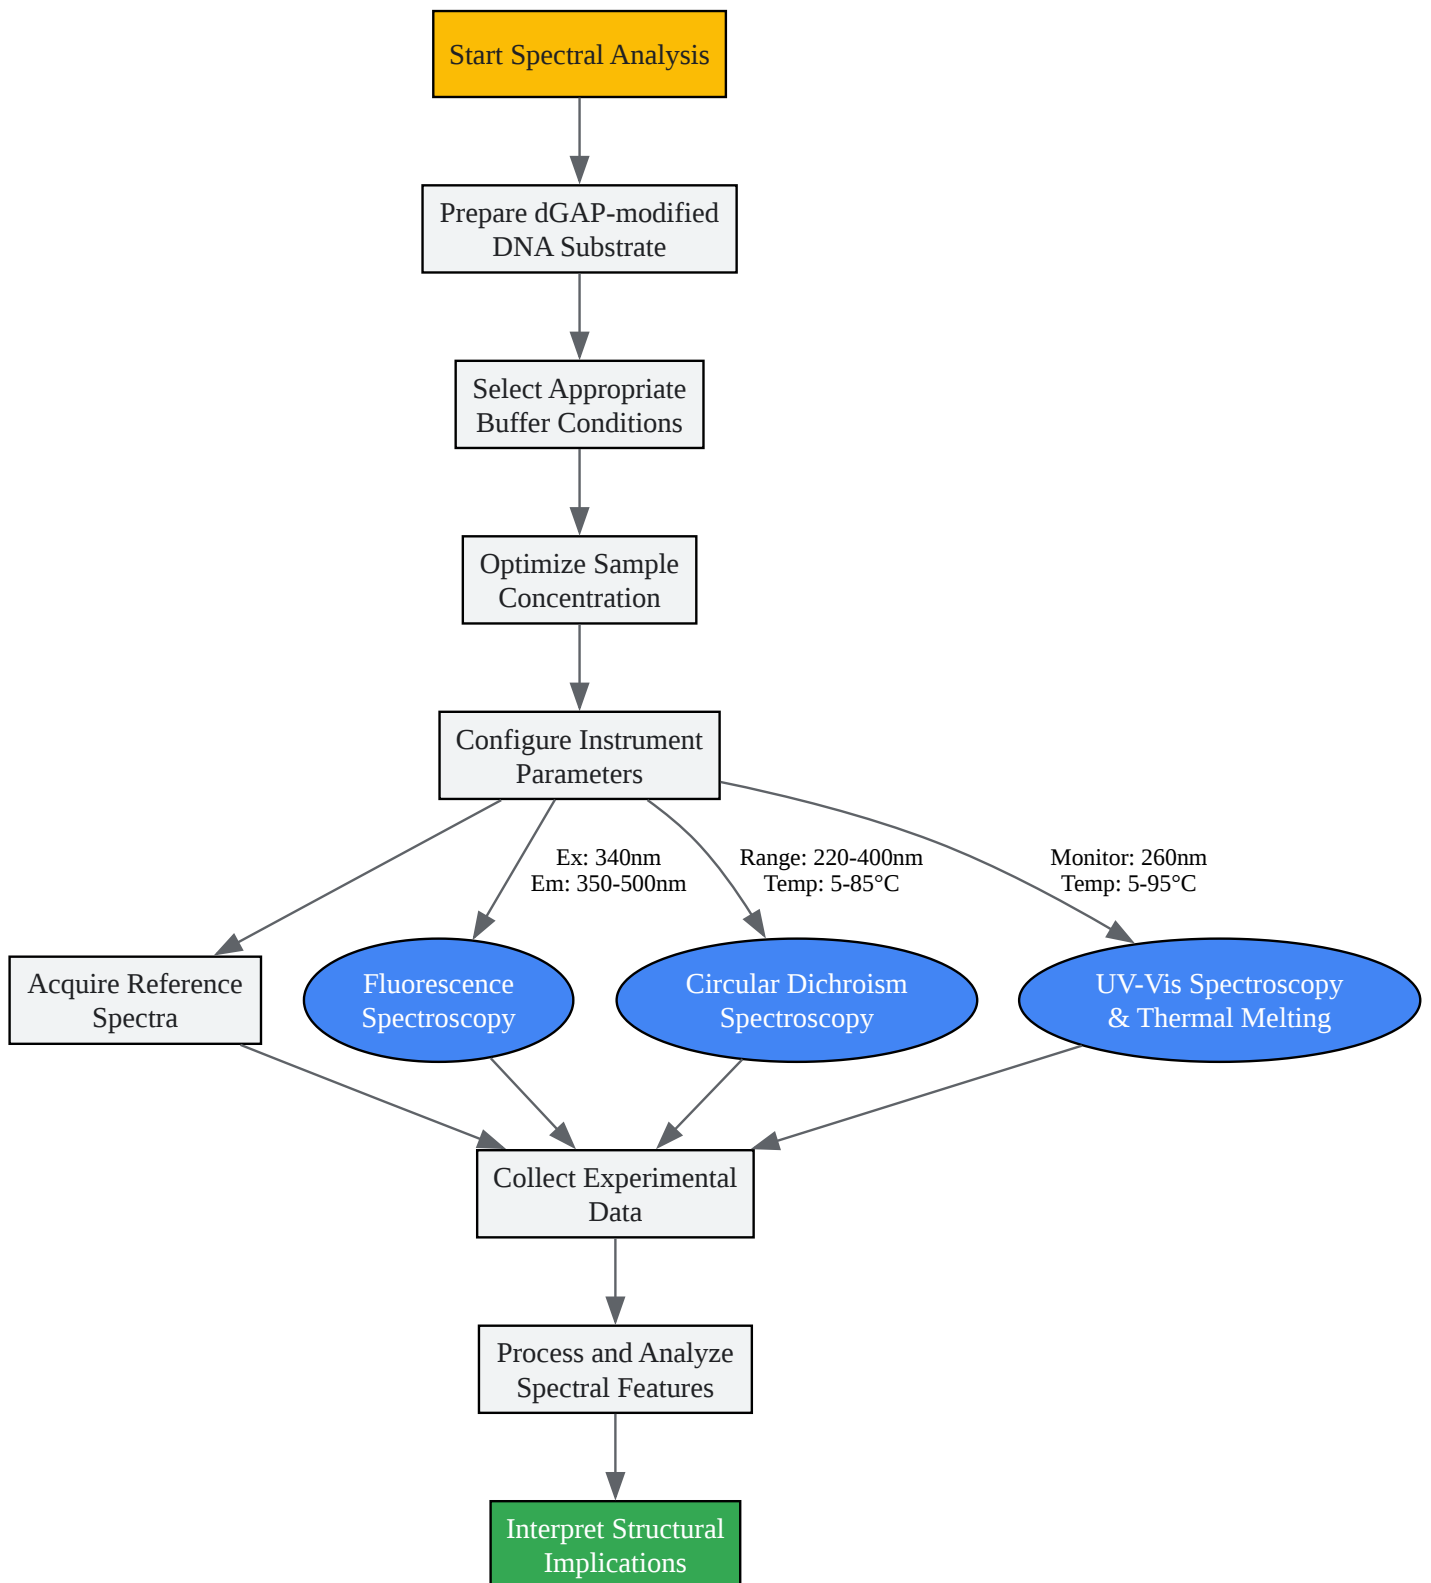 Start Spectral Analysis
Prepare dGAP-modified
DNA Substrate
Select Appropriate
Buffer Conditions
Optimize Sample
Concentration
Configure Instrument
Parameters
Ex: 340nm
Em: 350-500nm
Range: 220-400nm
Temp: 5-85°C
Monitor: 260nm
Temp: 5-95°C
Acquire Reference
Spectra
Fluorescence
Spectroscopy
Circular Dichroism
Spectroscopy
UV-Vis Spectroscopy
& Thermal Melting
Collect Experimental
Data
Process and Analyze
Spectral Features
Interpret Structural
Implications